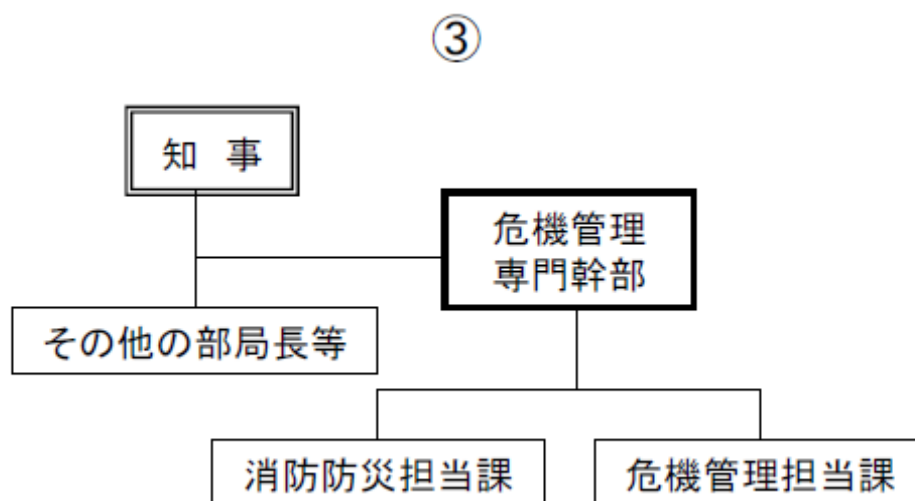 ③
知 事
危機管理
専門幹部
その他の部局長等
消防防災担当課
危機管理担当課